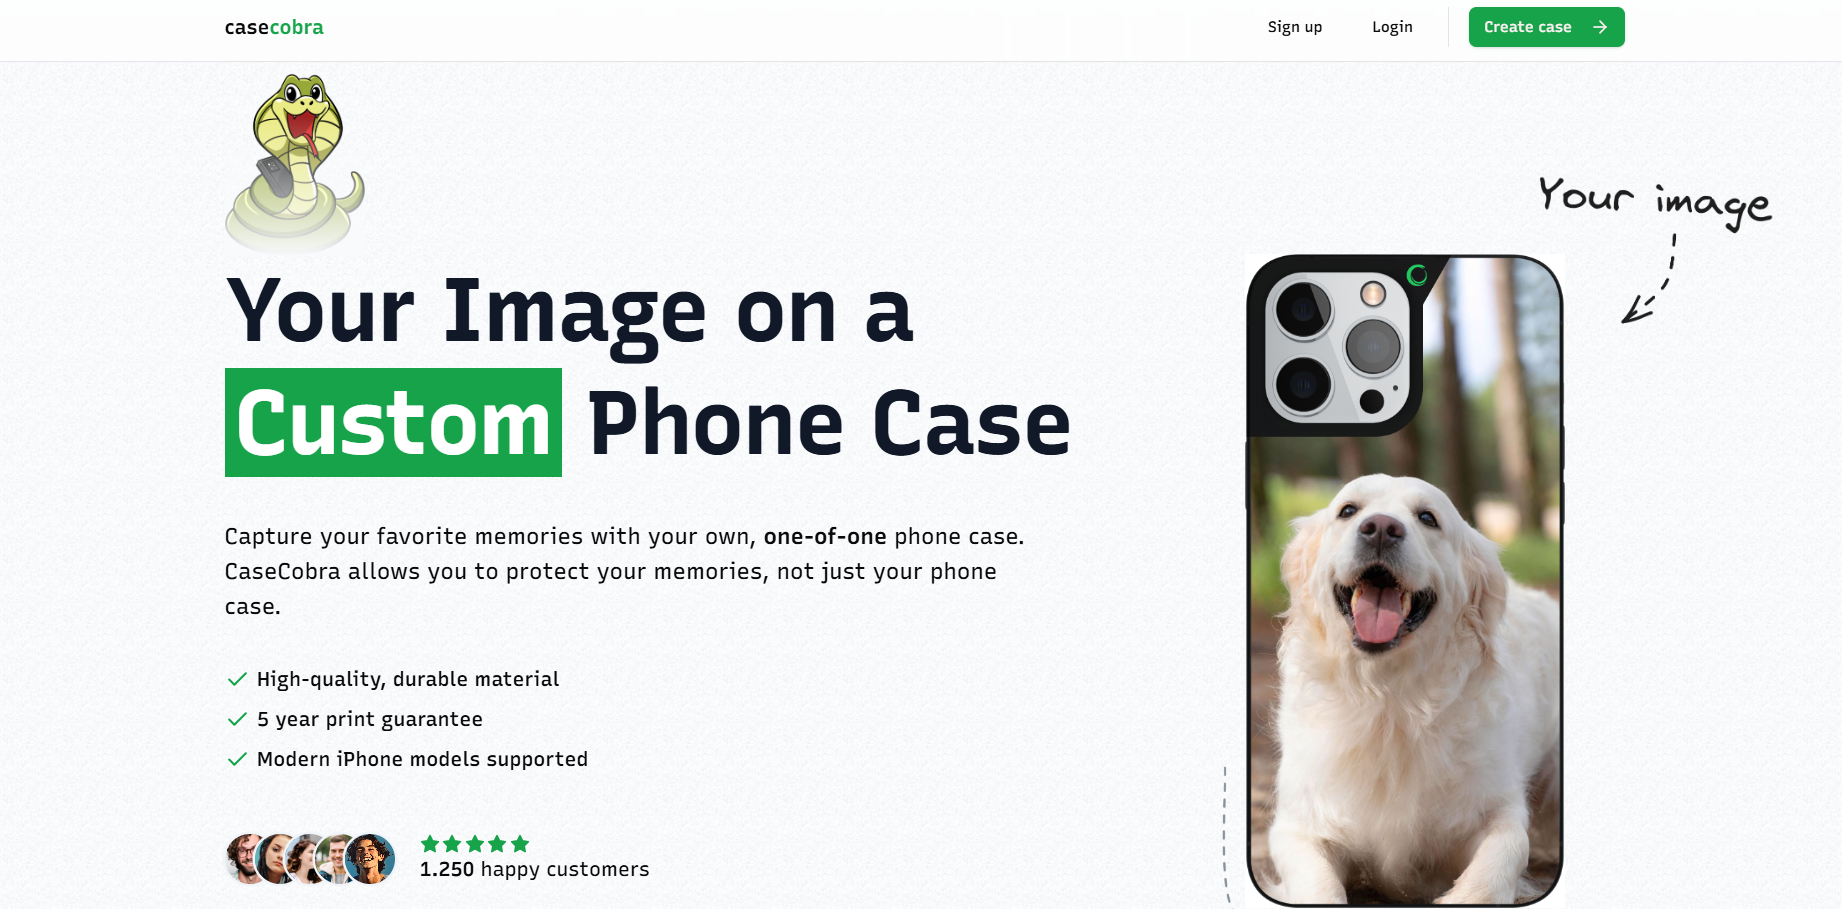 casecobra
Sign up
Login
Create case
Your image
Your Image on a
Custom Phone Case
Capture your favorite memories with your own, one-of-one phone case.
CaseCobra allows you to protect your memories, not just your phone
case.
High-quality, durable material
5 year print guarantee
Modern iPhone models supported
1.250 happy customers